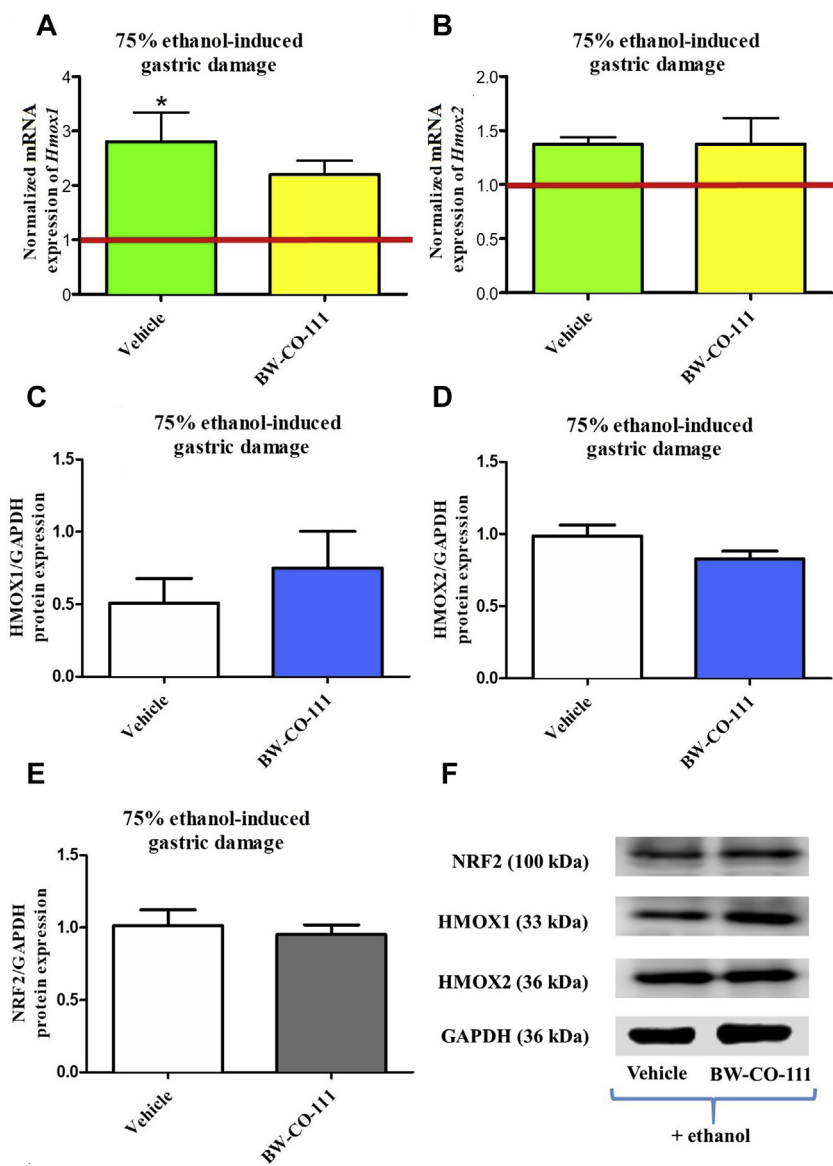 A
75% ethanol-induced
gastric damage
Normalized mRNA
expression of Hmox1
4
3
2
1
0
*
Vehicle
BW-CO-111
B
75% ethanol-induced
gastric damage
Normalized mRNA
expression of Hmox2
2.0
1.5
1.0
0.5
0.0
Vehicle
BW-CO-111
C
75% ethanol-induced
gastric damage
HMOX1/GAPDH
protein expression
1.5
1.0
0.5
0.0
Vehicle
BW-CO-111
D
75% ethanol-induced
gastric damage
HMOX2/GAPDH
protein expression
1.5
1.0
0.5
0.0
Vehicle
BW-CO-111
E
75% ethanol-induced
gastric damage
NRF2/GAPDH
protein expression
1.5
1.0
0.5
0.0
Vehicle
BW-CO-111
F
NRF2 (100 kDa)
HMOX1 (33 kDa)
HMOX2 (36 kDa)
GAPDH (36 kDa)
Vehicle BW-CO-111
+ ethanol